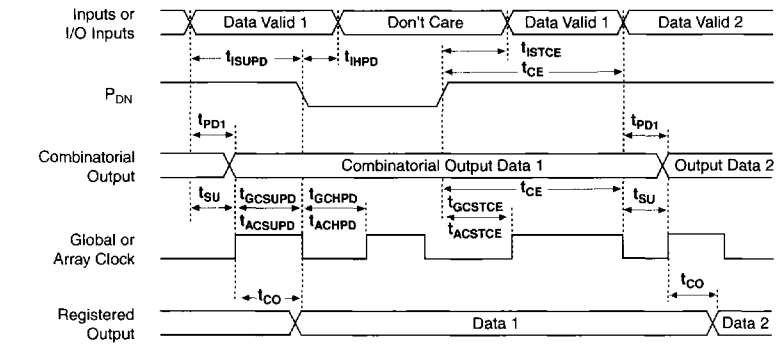 Inputs or
I/O Inputs
Data Valid 1
Don't Care
Data Valid 1
Data Valid 2
tISUPD
tIHPD
tISTCE
tCE
PDN
tPD1
tPD1
Combinatorial
Output
Combinatorial Output Data 1
Output Data 2
tSU
tGCSUPD
tGCHPD
tCE
tSU
tACSUPD
tACHPD
tGCSTCE
tACSTCE
Global or
Array Clock
tCO
tCO
Registered
Output
Data 1
Data 2